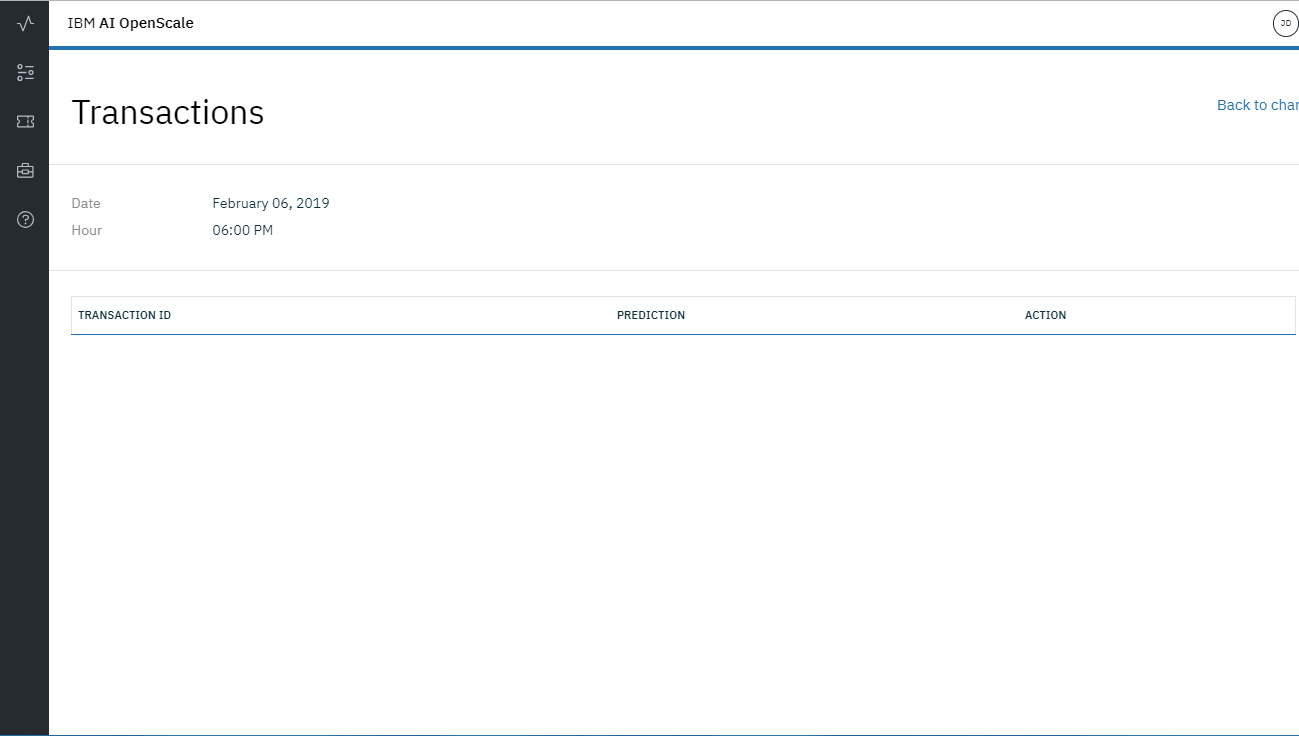 IBM AI OpenScale
JD
Transactions
Back to char
Date February 06, 2019
Hour 06:00 PM
TRANSACTION ID PREDICTION ACTION